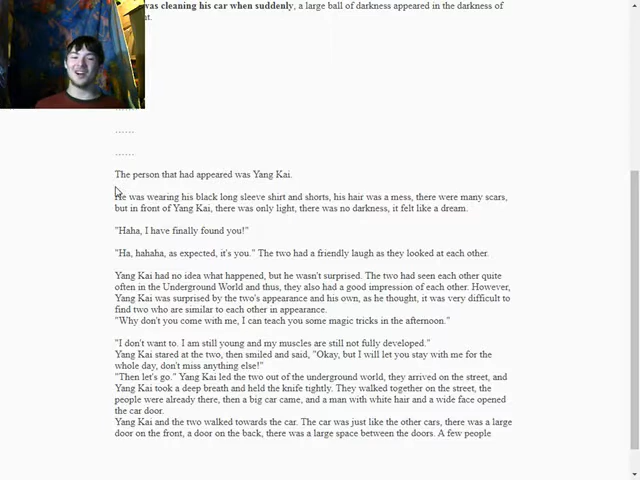 was cleaning his car when suddenly, a large ball of darkness appeared in the darkness of
nt.
......
......
......
The person that had appeared was Yang Kai.
He was wearing his black long sleeve shirt and shorts, his hair was a mess, there were many scars,
but in front of Yang Kai, there was only light, there was no darkness, it felt like a dream.
"Haha, I have finally found you!"
"Ha, hahaha, as expected, it's you." The two had a friendly laugh as they looked at each other.
Yang Kai had no idea what happened, but he wasn't surprised. The two had seen each other quite
often in the Underground World and thus, they also had a good impression of each other. However,
Yang Kai was surprised by the two's appearance and his own, as he thought, it was very difficult to
find two who are similar to each other in appearance.
"Why don't you come with me, I can teach you some magic tricks in the afternoon."
"I don't want to. I am still young and my muscles are still not fully developed."
Yang Kai stared at the two, then smiled and said, "Okay, but I will let you stay with me for the
whole day, don't miss anything else!"
"Then let's go." Yang Kai led the two out of the underground world, they arrived on the street, and
Yang Kai took a deep breath and held the knife tightly. They walked together on the street, the
people were already there, then a big car came, and a man with white hair and a wide face opened
the car door.
Yang Kai and the two walked towards the car. The car was just like the other cars, there was a large
door on the front, a door on the back, there was a large space between the doors. A few people